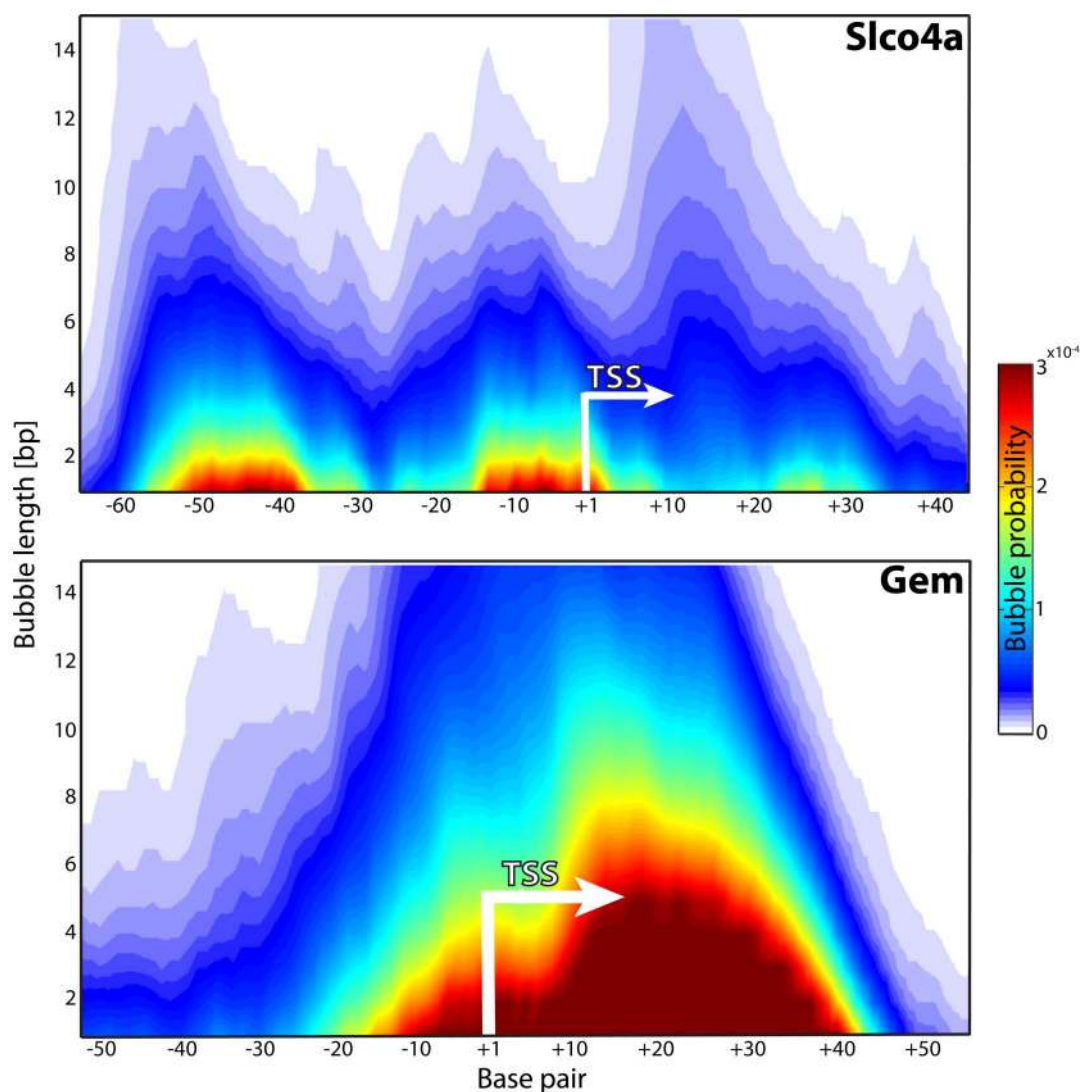 Slco4a
14
12
10
8
6
4
2
TSS
-60 -50 -40 -30 -20 -10 +1 +10 +20 +30 +40
Bubble length [bp]
x10⁻⁴
3
2
1
0
Bubble probability
Gem
14
12
10
8
6
4
2
TSS
-50 -40 -30 -20 -10 +1 +10 +20 +30 +40 +50
Base pair